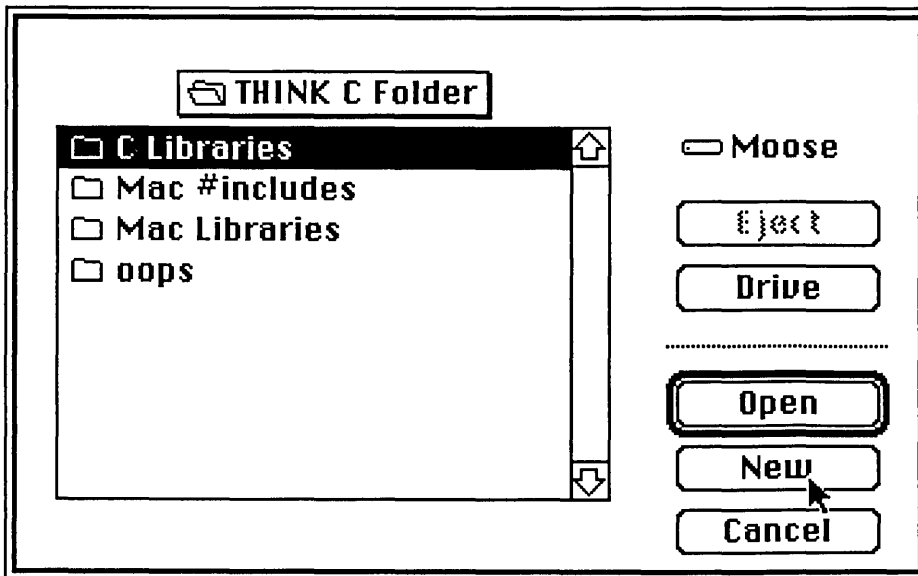 THINK C Folder
C Libraries
Mac #includes
Mac Libraries
oops
Moose
Eject
Drive
Open
New
Cancel